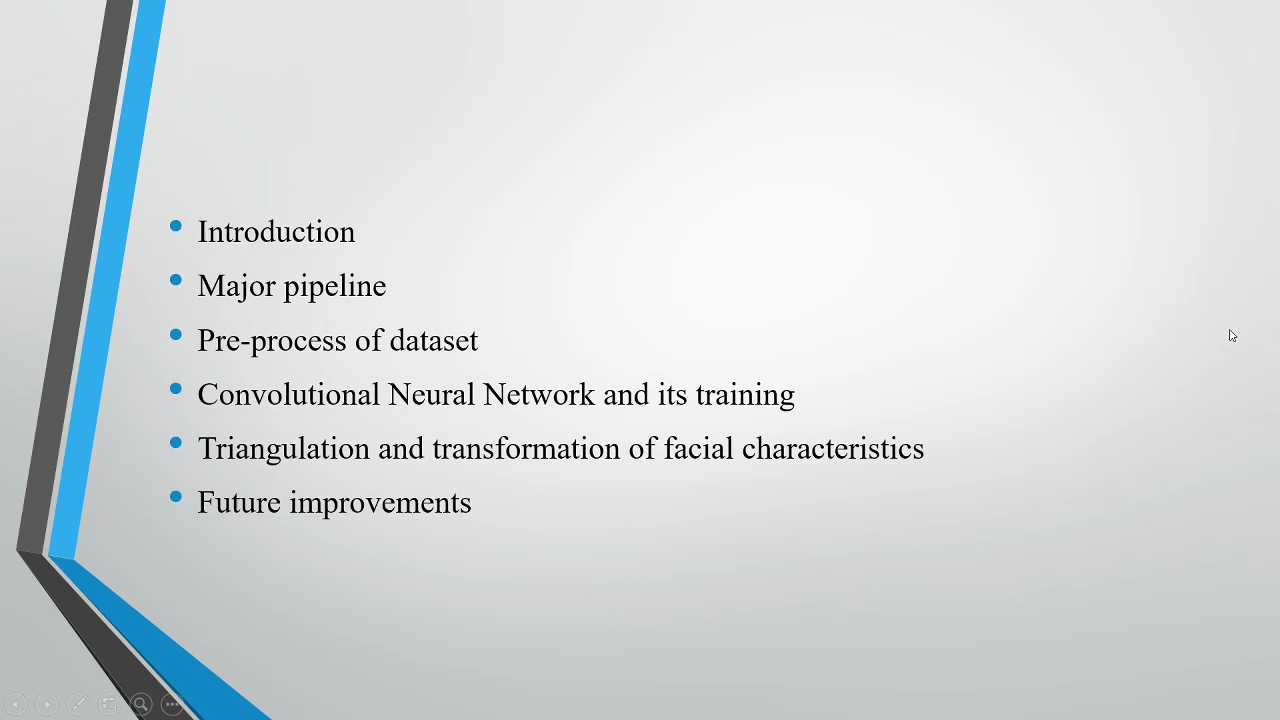 Introduction
Major pipeline
Pre-process of dataset
Convolutional Neural Network and its training
Triangulation and transformation of facial characteristics
Future improvements